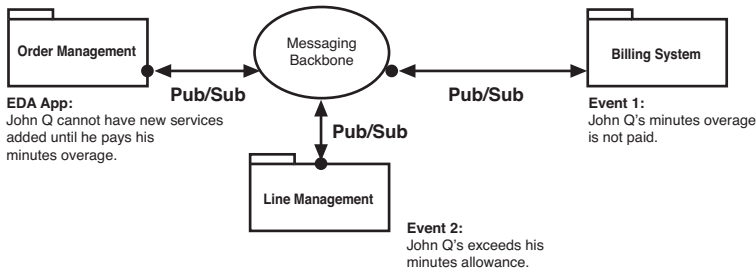 Order Management
Messaging
Backbone
Billing System
Pub/Sub
Pub/Sub
EDA App:
John Q cannot have new services
added until he pays his
minutes overage.
Event 1:
John Q's minutes overage
is not paid.
Pub/Sub
Line Management
Event 2:
John Q's exceeds his
minutes allowance.